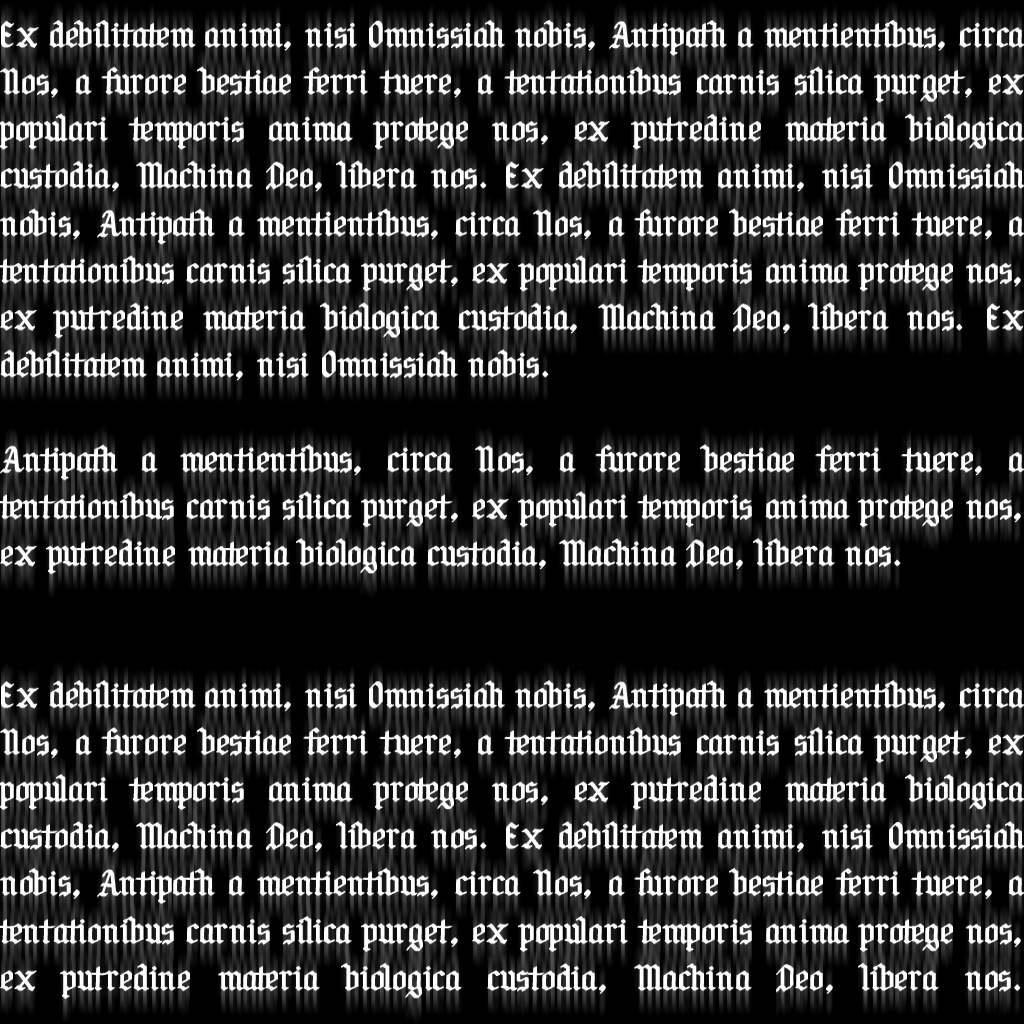 Ex debilitatem animi, nisi Omnissiah nobis, Antipath a mentientibus, circa
Nos, a furore bestiae ferri tuere, a tentationibus carnis silica purget, ex
populari temporis anima protege nos, ex putredine materia biologica
custodia, Machina Deo, libera nos. Ex debilitatem animi, nisi Omnissiah
nobis, Antipath a mentientibus, circa Nos, a furore bestiae ferri tuere, a
tentationibus carnis silica purget, ex populari temporis anima protege nos,
ex putredine materia biologica custodia, Machina Deo, libera nos. Ex
debilitatem animi, nisi Omnissiah nobis.
Antipath a mentientibus, circa Nos, a furore bestiae ferri tuere, a
tentationibus carnis silica purget, ex populari temporis anima protege nos,
ex putredine materia biologica custodia, Machina Deo, libera nos.
Ex debilitatem animi, nisi Omnissiah nobis, Antipath a mentientibus, circa
Nos, a furore bestiae ferri tuere, a tentationibus carnis silica purget, ex
populari temporis anima protege nos, ex putredine materia biologica
custodia, Machina Deo, libera nos. Ex debilitatem animi, nisi Omnissiah
nobis, Antipath a mentientibus, circa Nos, a furore bestiae ferri tuere, a
tentationibus carnis silica purget, ex populari temporis anima protege nos,
ex putredine materia biologica custodia, Machina Deo, libera nos.